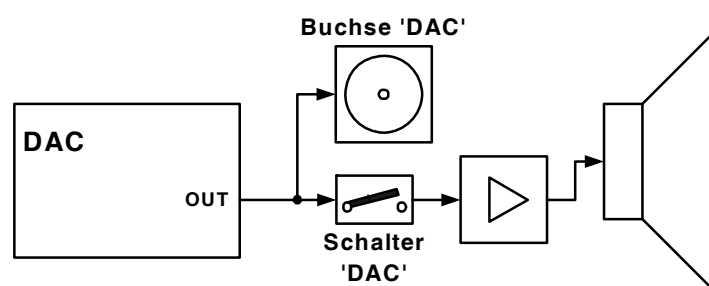 Buchse 'DAC'
DAC
OUT
Schalter
'DAC'